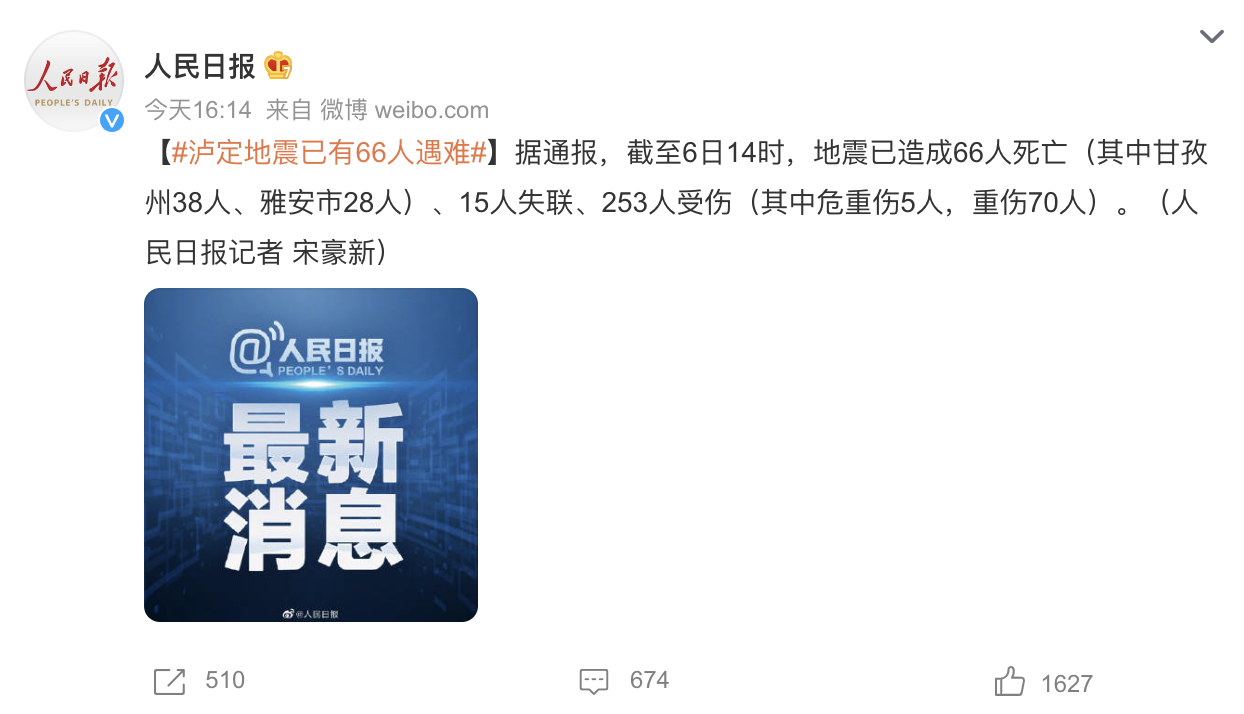 人民日报
PEOPLE'S DAILY
人民日报
今天16:14 来自 微博 weibo.com
【#泸定地震已有66人遇难#】据通报，截至6日14时，地震已造成66人死亡（其中甘孜
州38人、雅安市28人）、15人失联、253人受伤（其中危重伤5人，重伤70人）。（人
民日报记者 宋豪新）
@人民日报
PEOPLE'S DAILY
最新
消息
@人民日报
510
674
1627